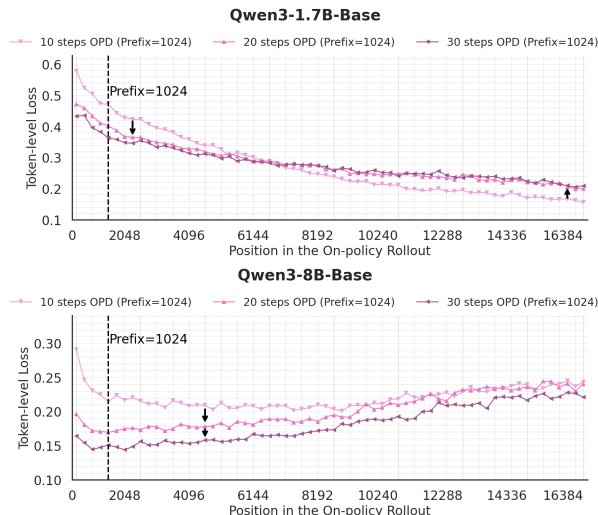 Qwen3-1.7B-Base
10 steps OPD (Prefix=1024) 20 steps OPD (Prefix=1024) 30 steps OPD (Prefix=1024)
0.6
0.5
0.4
0.3
0.2
0.1
Token-level Loss
Prefix=1024
0 2048 4096 6144 8192 10240 12288 14336 16384
Position in the On-policy Rollout
Qwen3-8B-Base
10 steps OPD (Prefix=1024) 20 steps OPD (Prefix=1024) 30 steps OPD (Prefix=1024)
0.30
0.25
0.20
0.15
0.10
Token-level Loss
Prefix=1024
0 2048 4096 6144 8192 10240 12288 14336 16384
Position in the On-policy Rollout